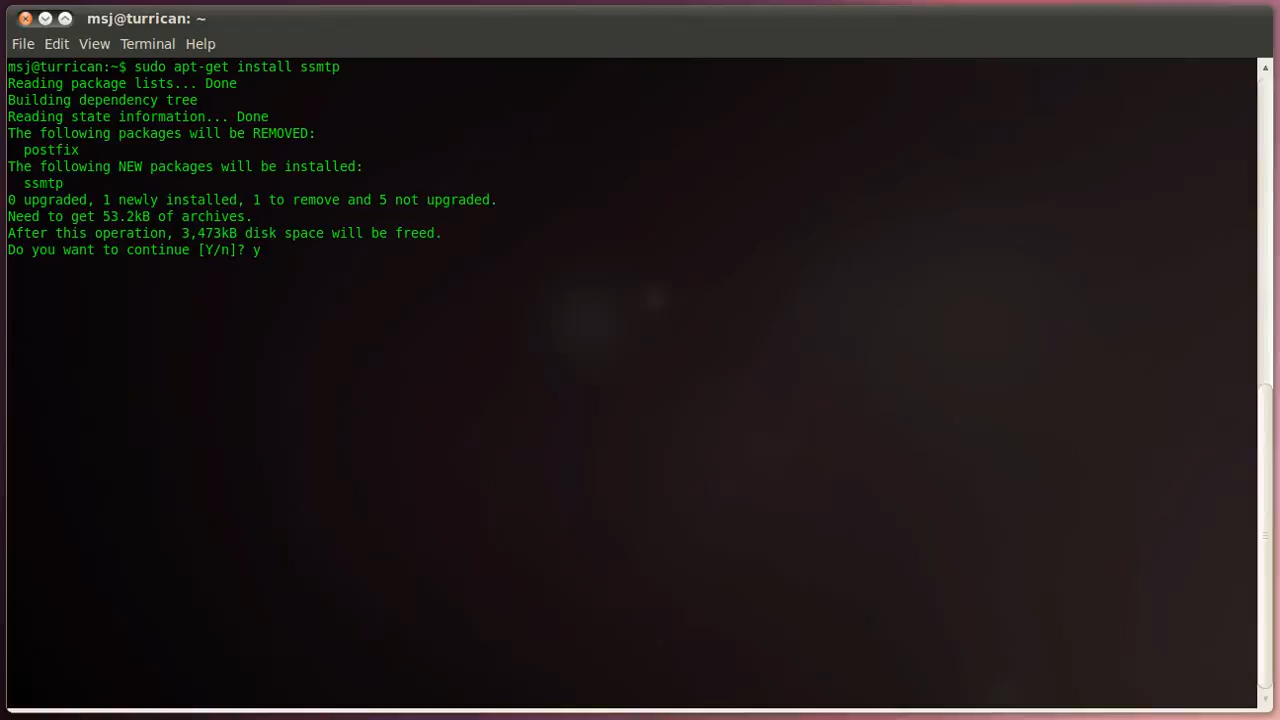 msj@turrican: ~
File Edit View Terminal Help
msj@turrican:~$ sudo apt-get install ssmtp
Reading package lists... Done
Building dependency tree
Reading state information... Done
The following packages will be REMOVED:
  postfix
The following NEW packages will be installed:
  ssmtp
0 upgraded, 1 newly installed, 1 to remove and 5 not upgraded.
Need to get 53.2kB of archives.
After this operation, 3,473kB disk space will be freed.
Do you want to continue [Y/n]? y